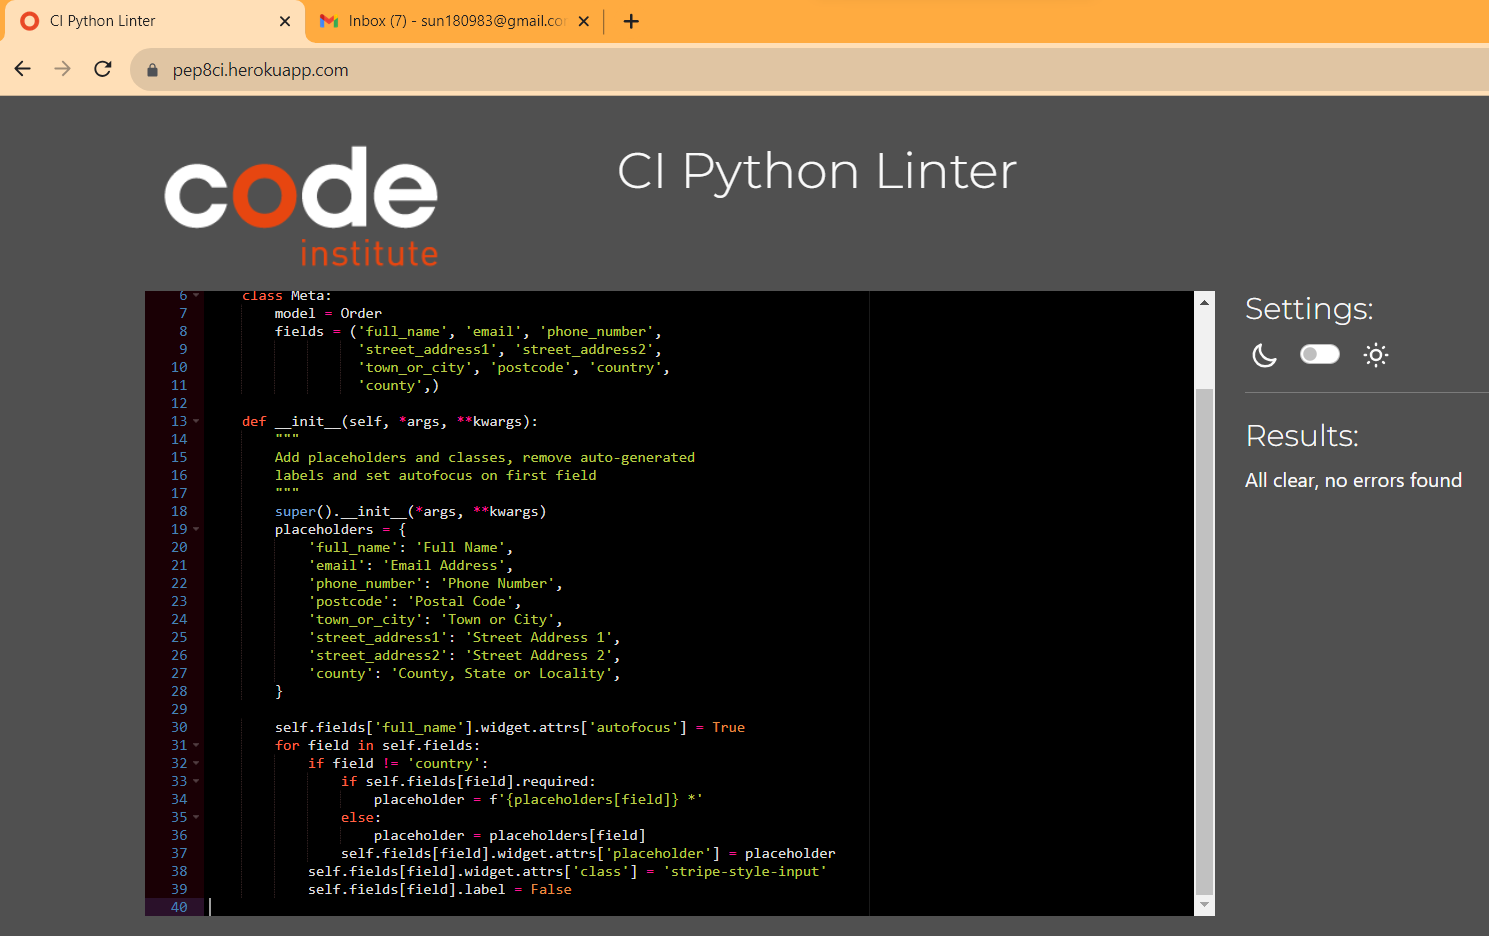 CI Python Linter
Inbox (7) - sun180983@gmail.co
pep8ci.herokuapp.com
code
institute
CI Python Linter
6 class Meta:
7 model = Order
8 fields = ('full_name', 'email', 'phone_number',
9 'street_address1', 'street_address2',
10 'town_or_city', 'postcode', 'country',
11 'county',)
12
13 def __init__(self, *args, **kwargs):
14 """
15 Add placeholders and classes, remove auto-generated
16 labels and set autofocus on first field
17 """
18 super().__init__(*args, **kwargs)
19 placeholders = {
20 'full_name': 'Full Name',
21 'email': 'Email Address',
22 'phone_number': 'Phone Number',
23 'postcode': 'Postal Code',
24 'town_or_city': 'Town or City',
25 'street_address1': 'Street Address 1',
26 'street_address2': 'Street Address 2',
27 'county': 'County, State or Locality',
28 }
29
30 self.fields['full_name'].widget.attrs['autofocus'] = True
31 for field in self.fields:
32 if field != 'country':
33 if self.fields[field].required:
34 placeholder = f'{placeholders[field]} *'
35 else:
36 placeholder = placeholders[field]
37 self.fields[field].widget.attrs['placeholder'] = placeholder
38 self.fields[field].widget.attrs['class'] = 'stripe-style-input'
39 self.fields[field].label = False
40
Settings:
Results:
All clear, no errors found